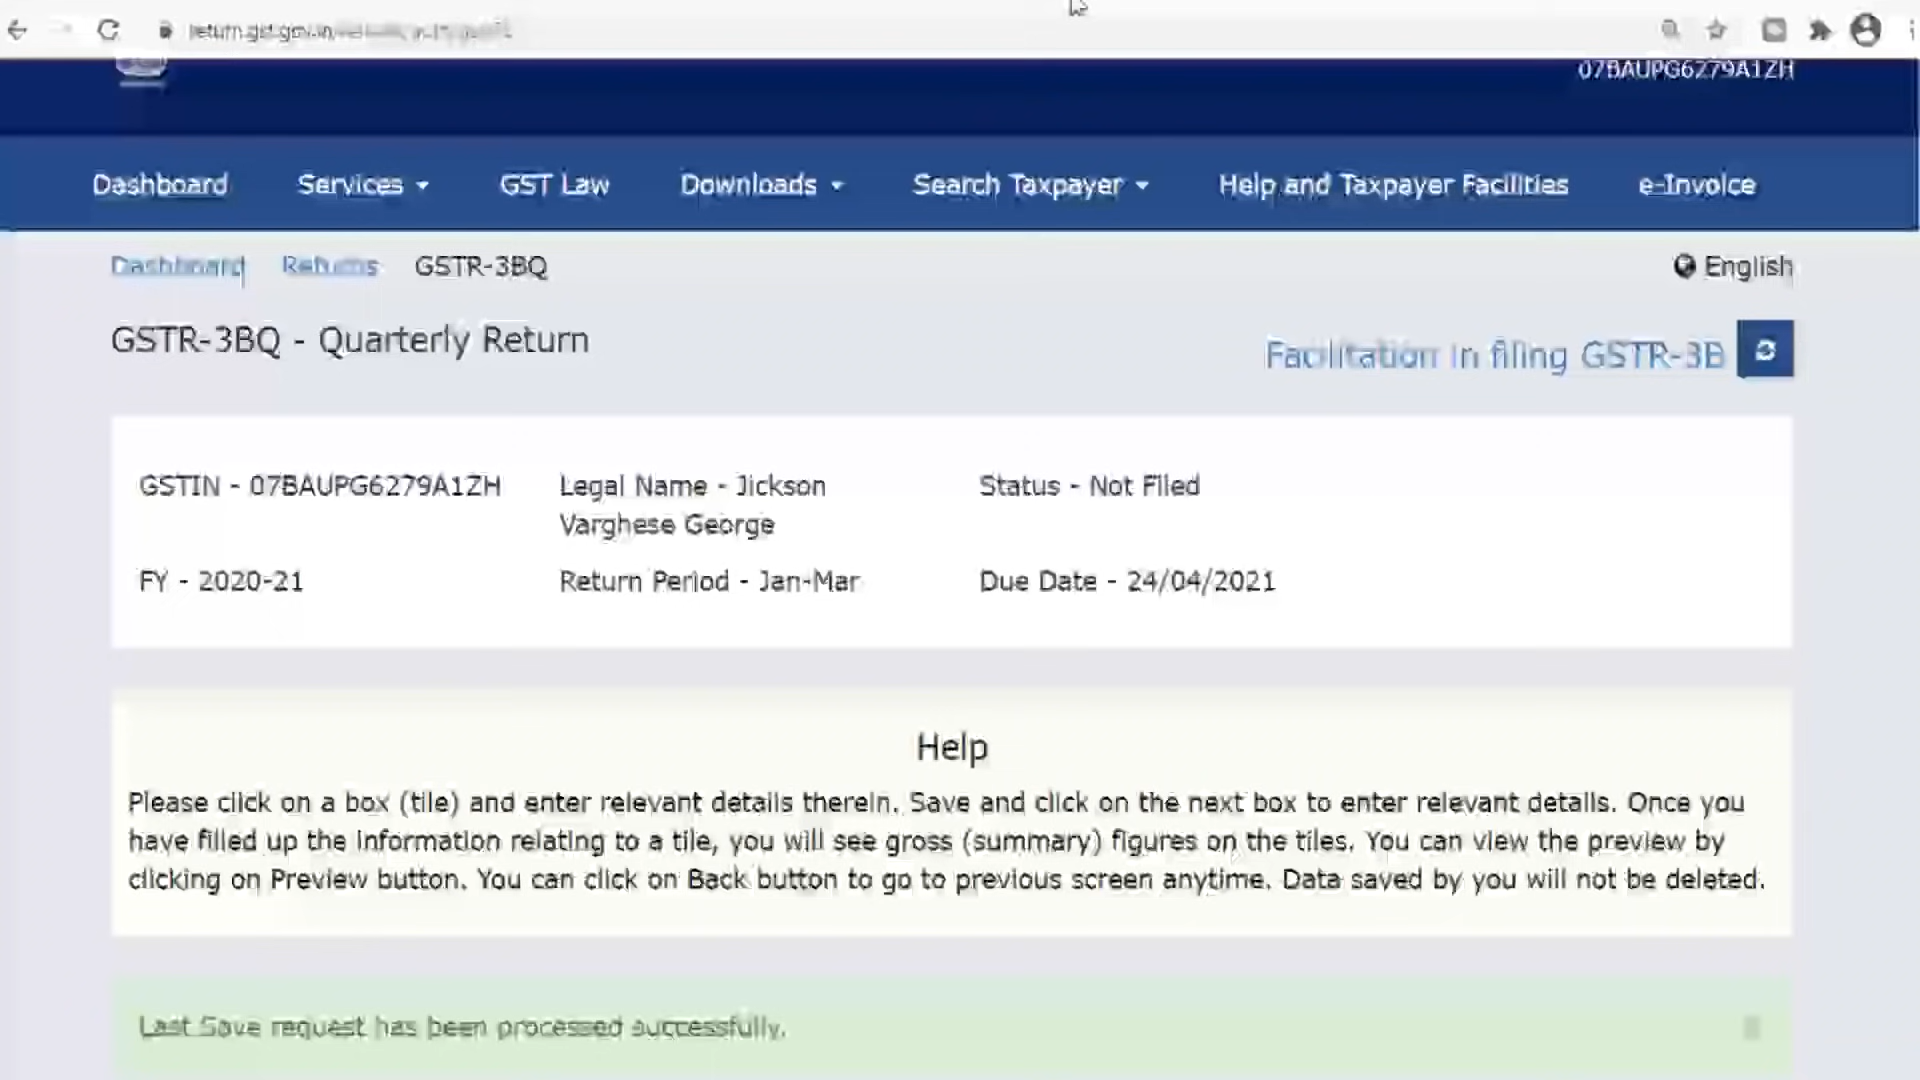 return.gst.gov.in
07BAUPG6279A1ZH
Dashboard Services GST Law Downloads Search Taxpayer Help and Taxpayer Facilities e-Invoice
Dashboard Returns GSTR-3BQ English
GSTR-3BQ - Quarterly Return
Facilitation in filing GSTR-3B
GSTIN - 07BAUPG6279A1ZH Legal Name - Jickson Status - Not Filed
Varghese George
FY - 2020-21 Return Period - Jan-Mar Due Date - 24/04/2021
Help
Please click on a box (tile) and enter relevant details therein. Save and click on the next box to enter relevant details. Once you
have filled up the information relating to a tile, you will see gross (summary) figures on the tiles. You can view the preview by
clicking on Preview button. You can click on Back button to go to previous screen anytime. Data saved by you will not be deleted.
Last Save request has been processed successfully.